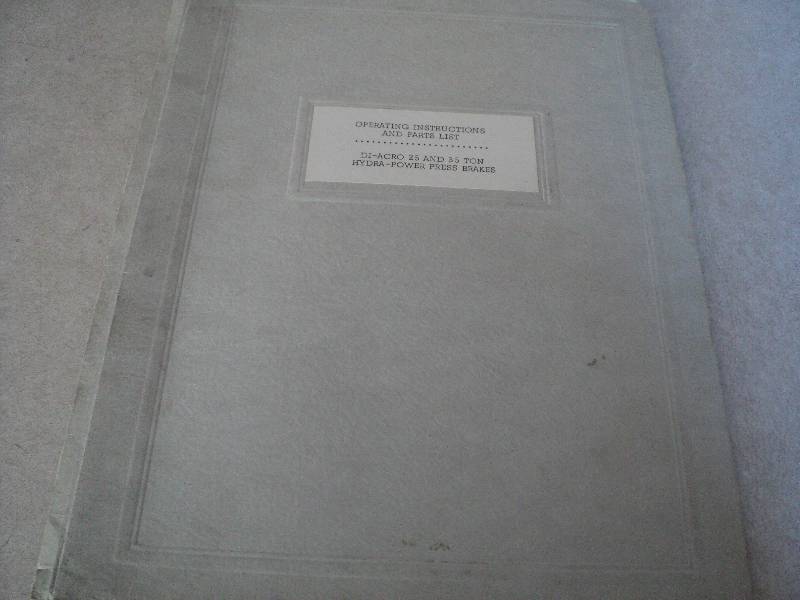 OPERATING INSTRUCTIONS
AND PARTS LIST
************************
DI-ACRO 25 AND 35 TON
HYDRA-POWER PRESS BRAKES